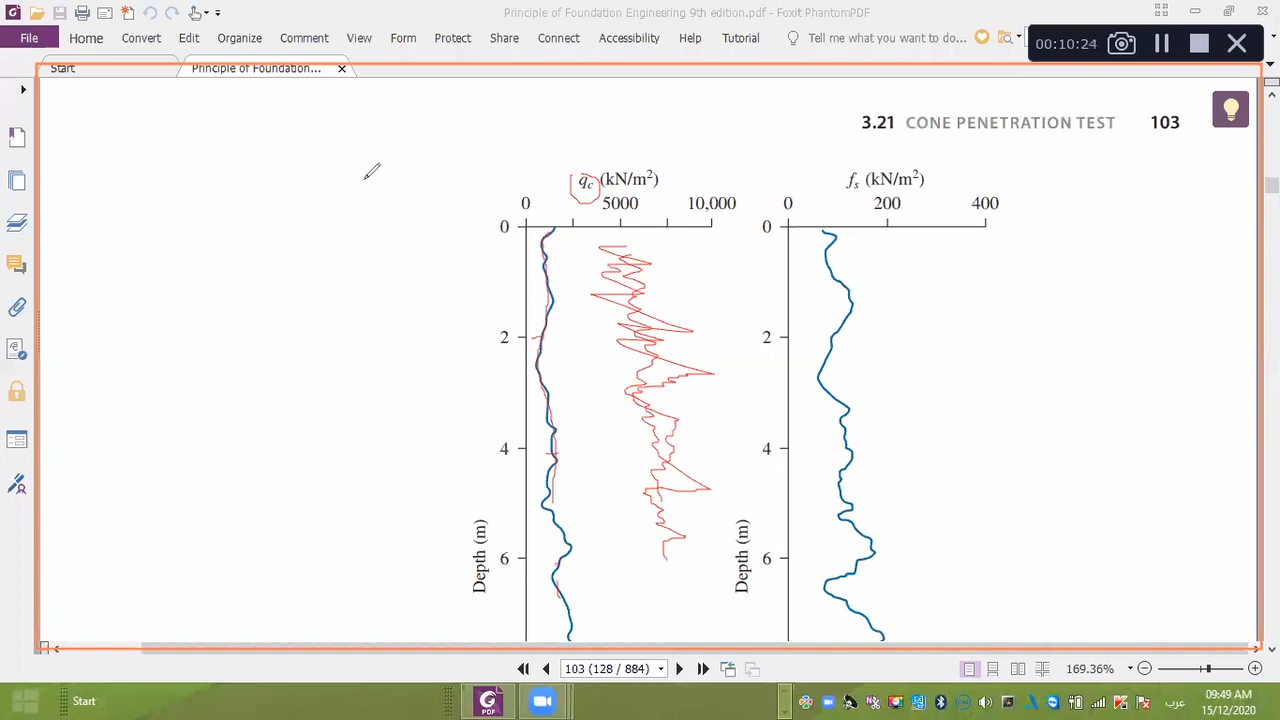 Principle of Foundation Engineering 9th edition.pdf - Foxit PhantomPDF
File Home Convert Edit Organize Comment View Form Protect Share Connect Accessibility Help Tutorial Tell me what you want to do...
00:10:24
Start Principle of Foundation...
3.21 CONE PENETRATION TEST 103
qc (kN/m2)
fs (kN/m2)
0 5000 10,000
0 200 400
0 0
2 2
4 4
6 6
Depth (m) Depth (m)
103 (128 / 884)
169.36%
Start
PDF
عرب
09:49 AM
15/12/2020